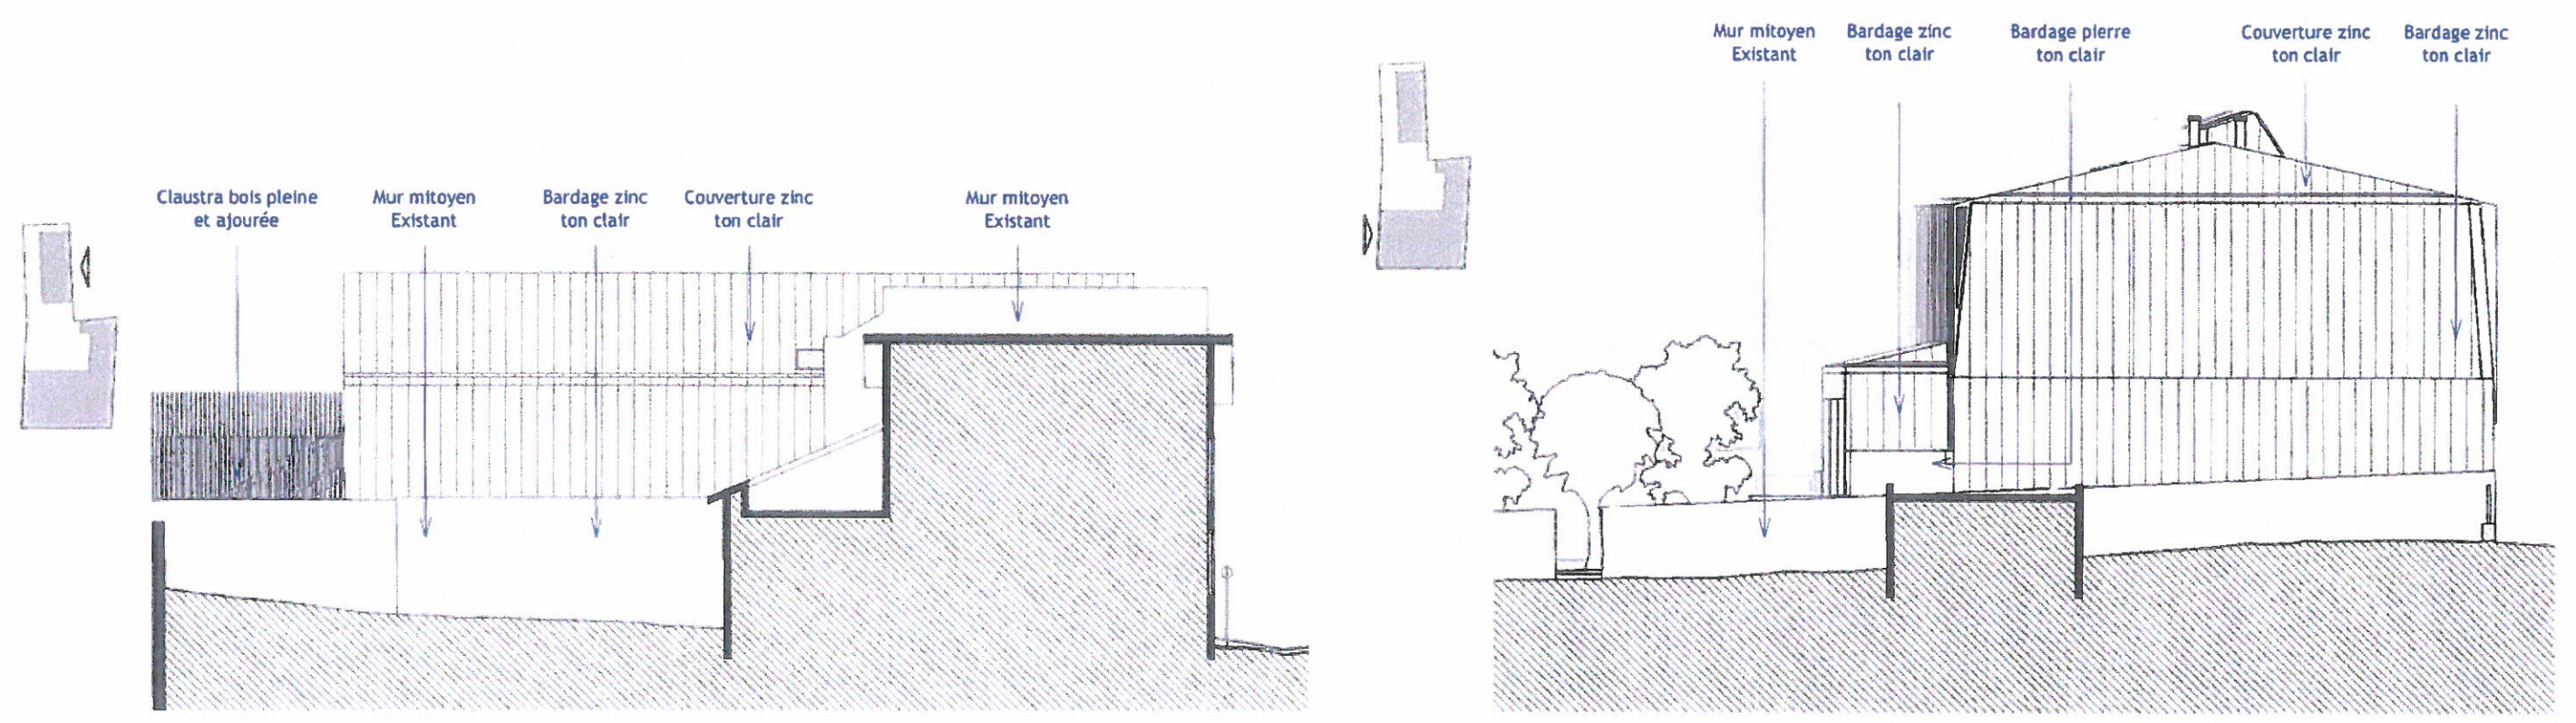 Claustra bois pleine
et ajourée
Mur mitoyen
Existant
Bardage zinc
ton clair
Couverture zinc
ton clair
Mur mitoyen
Existant
Mur mitoyen
Existant
Bardage zinc
ton clair
Bardage pierre
ton clair
Couverture zinc
ton clair
Bardage zinc
ton clair